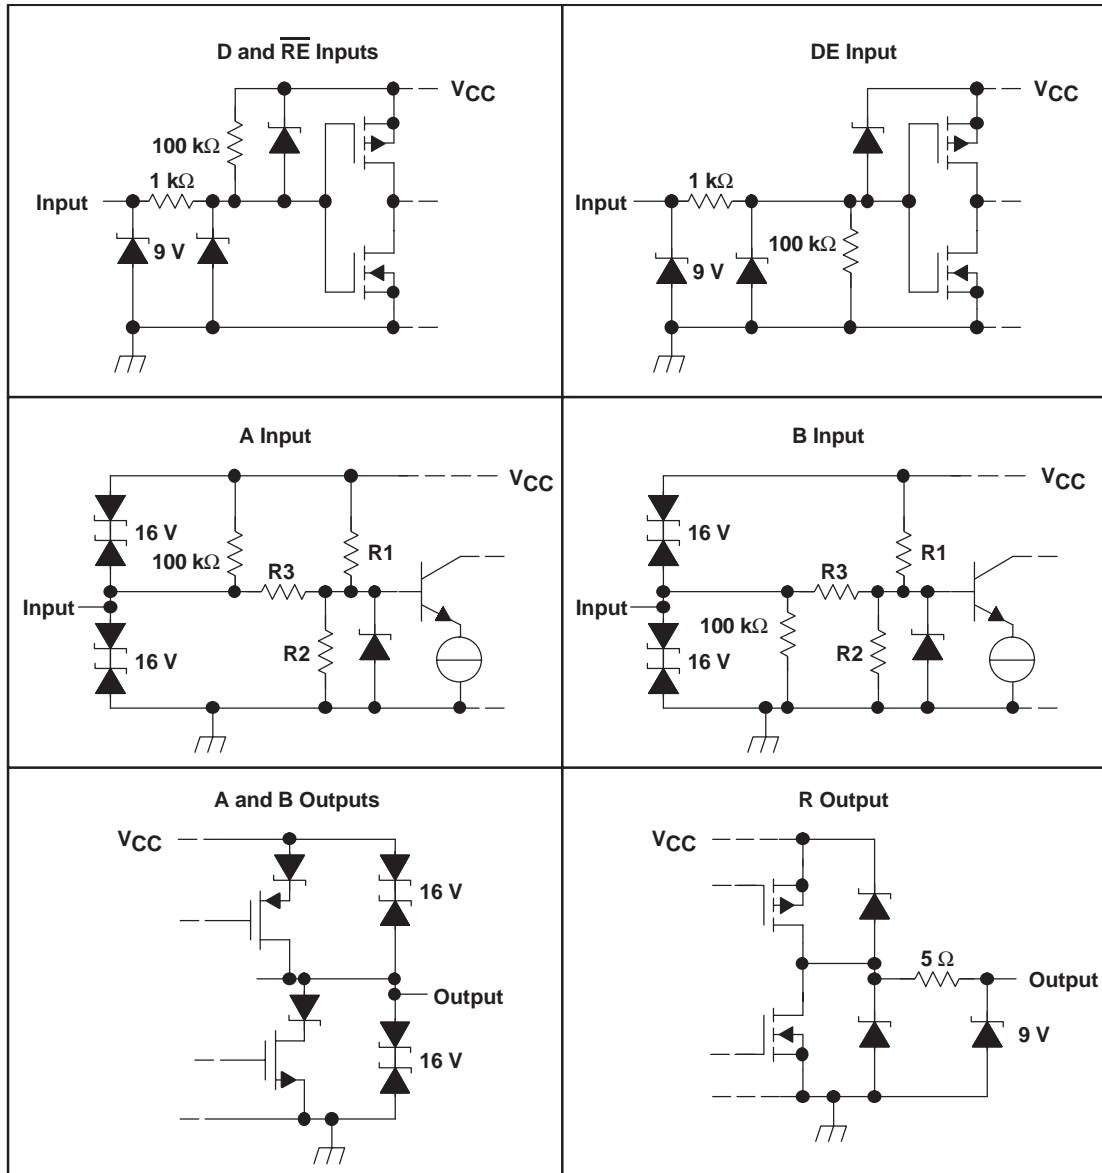 D and R̅E̅ Inputs
VCC
100 kΩ
1 kΩ
Input
9 V
DE Input
VCC
1 kΩ
Input
100 kΩ
9 V
A Input
VCC
16 V
100 kΩ
R1
R3
Input
16 V
R2
B Input
VCC
16 V
R1
R3
Input
100 kΩ
16 V
R2
A and B Outputs
VCC
16 V
Output
16 V
R Output
VCC
5 Ω
Output
9 V